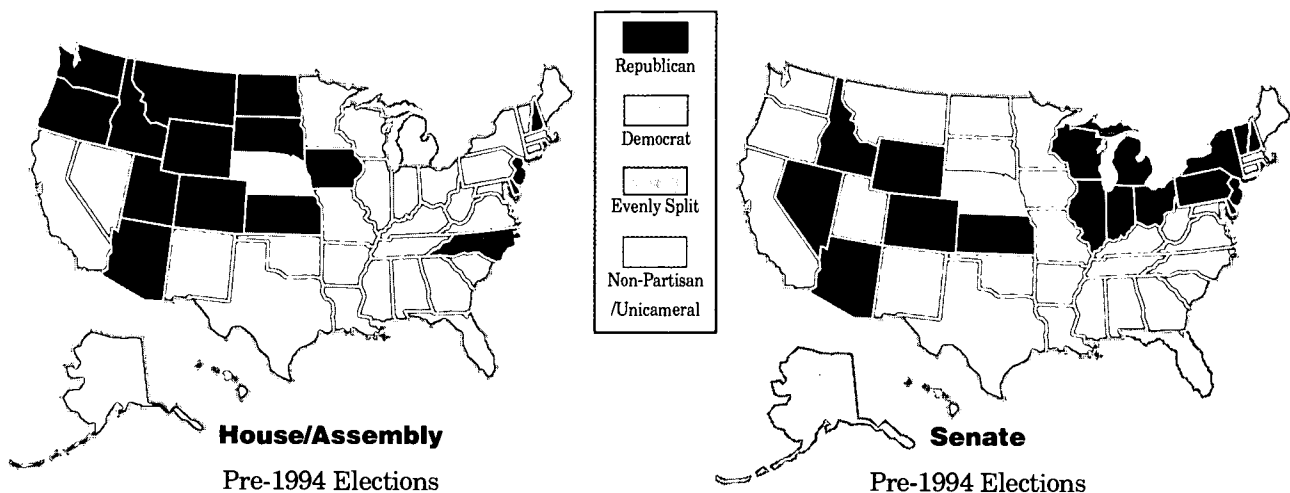 Republican
Democrat
Evenly Split
Non-Partisan
/Unicameral
House/Assembly
Pre-1994 Elections
Senate
Pre-1994 Elections